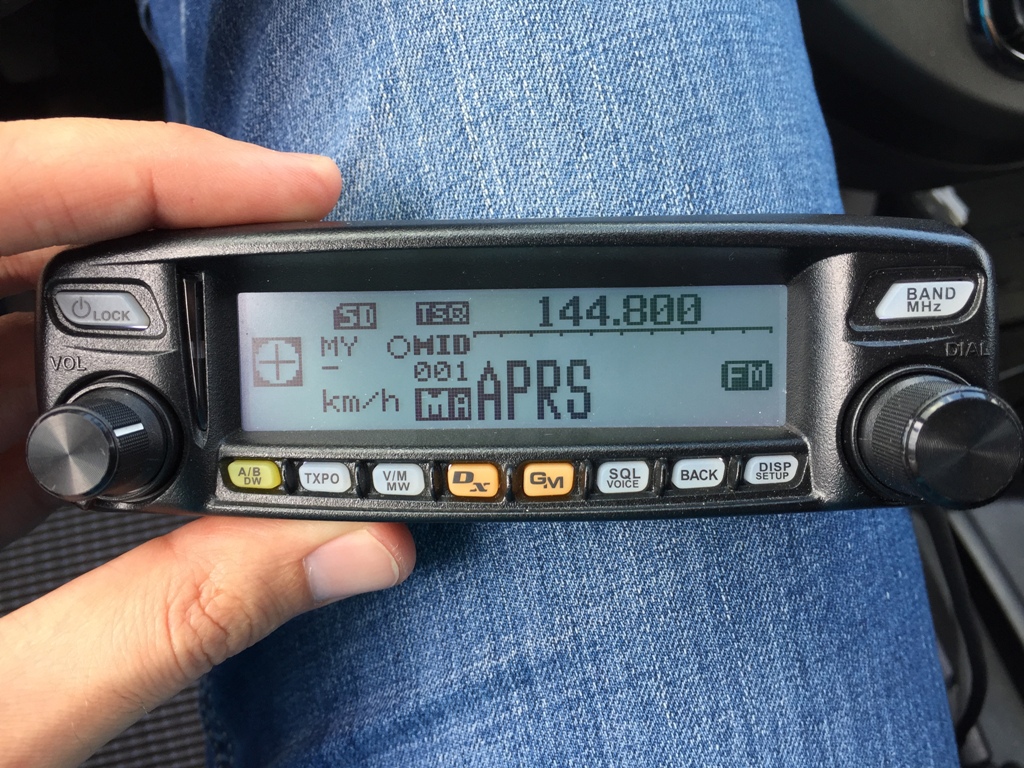 LOCK
BAND
MHz
VOL
DIAL
SD TSQ 144.800
MY MID
001
km/h MA APRS
FM
A/B
DW
TXPO
V/M
MW
DX
GM
SQL
VOICE
BACK
DISP
SETUP